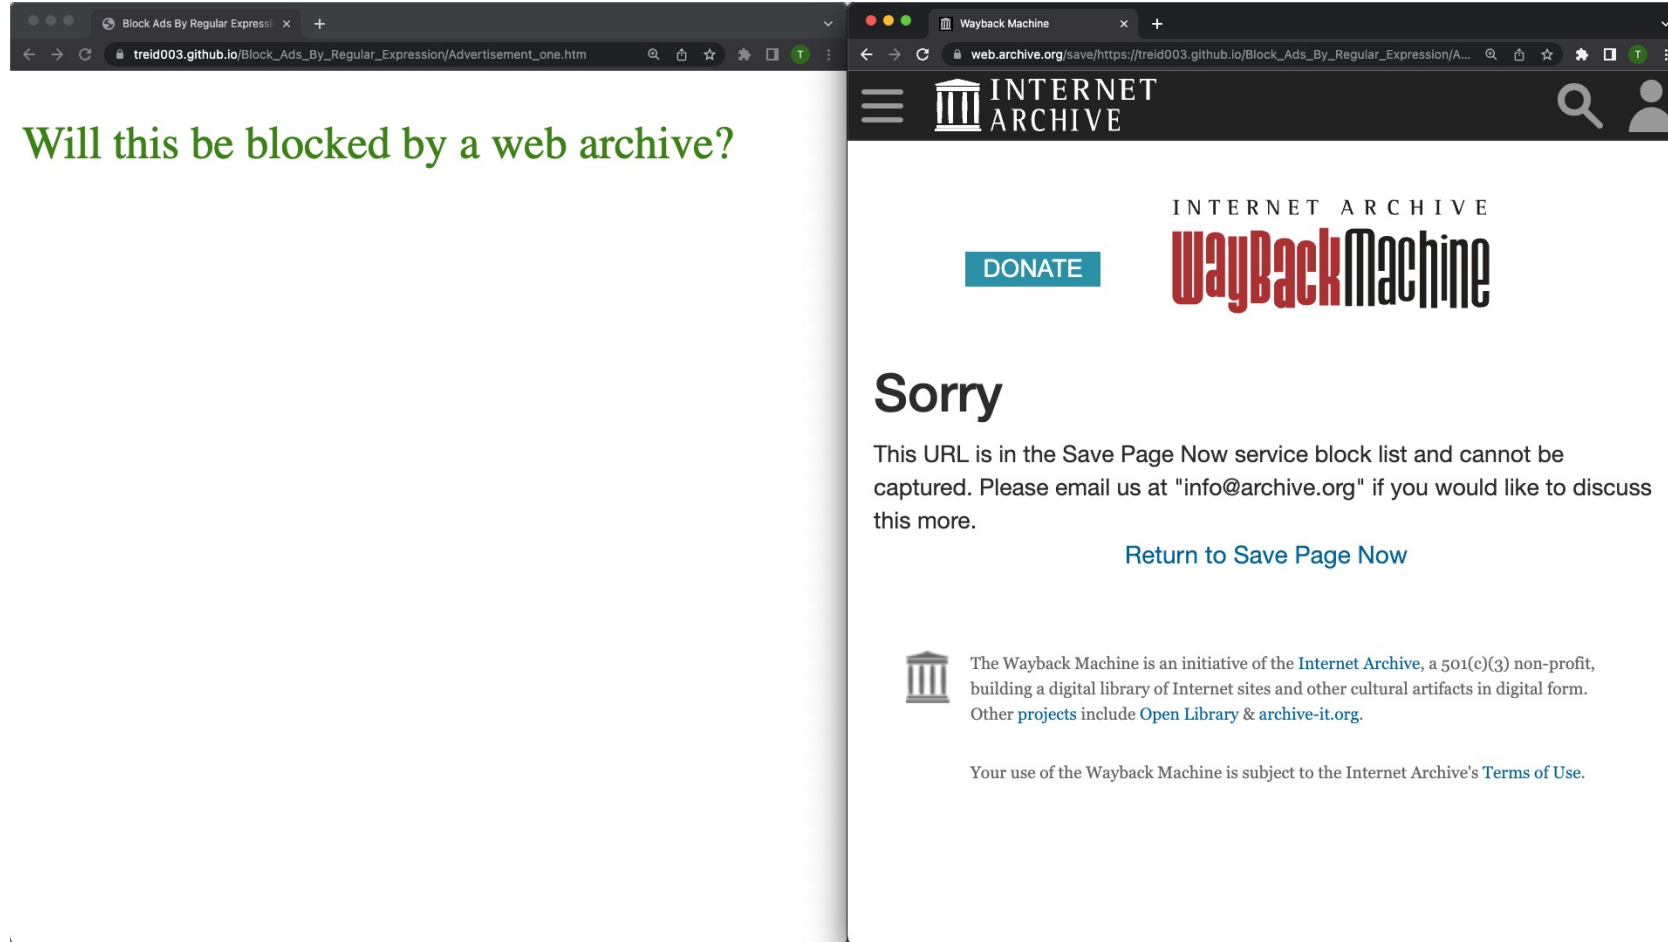 Block Ads By Regular Expressi
treid003.github.io/Block_Ads_By_Regular_Expression/Advertisement_one.htm
T
Will this be blocked by a web archive?
Wayback Machine
web.archive.org/save/https://treid003.github.io/Block_Ads_By_Regular_Expression/A...
T
INTERNET
ARCHIVE
INTERNET ARCHIVE
DONATE
WayBackMachine
Sorry
This URL is in the Save Page Now service block list and cannot be
captured. Please email us at "info@archive.org" if you would like to discuss
this more.
Return to Save Page Now
The Wayback Machine is an initiative of the Internet Archive, a 501(c)(3) non-profit,
building a digital library of Internet sites and other cultural artifacts in digital form.
Other projects include Open Library & archive-it.org.
Your use of the Wayback Machine is subject to the Internet Archive's Terms of Use.